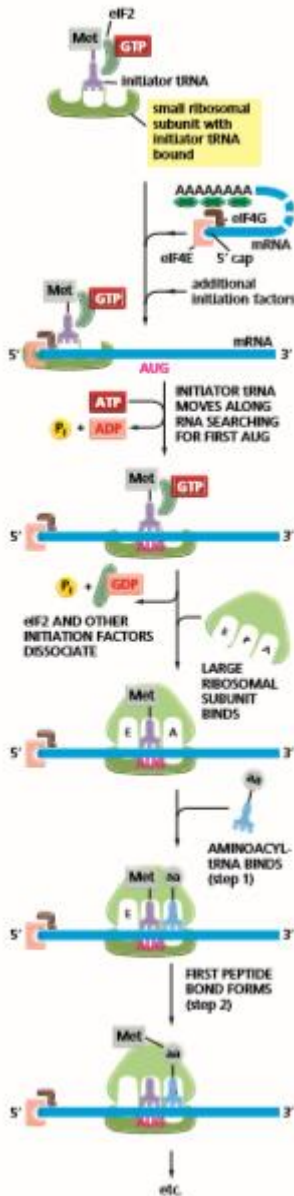 eIF2
Met
GTP
initiator tRNA
small ribosomal
subunit with
initiator tRNA
bound
AAAAAAAA
eIF4G
mRNA
eIF4E
5′ cap
Met
GTP
additional
initiation factors
5′
mRNA
3′
AUG
ATP
INITIATOR tRNA
MOVES ALONG
RNA SEARCHING
FOR FIRST AUG
Pi + ADP
Met
GTP
5′
AUG
3′
Pi + GDP
eIF2 AND OTHER
INITIATION FACTORS
DISSOCIATE
E P A
LARGE
RIBOSOMAL
SUBUNIT
BINDS
Met
E
A
5′
AUG
3′
aa
AMINOACYL-
tRNA BINDS
(step 1)
Met
aa
E
5′
AUG
3′
FIRST PEPTIDE
BOND FORMS
(step 2)
Met
aa
5′
AUG
3′
etc.